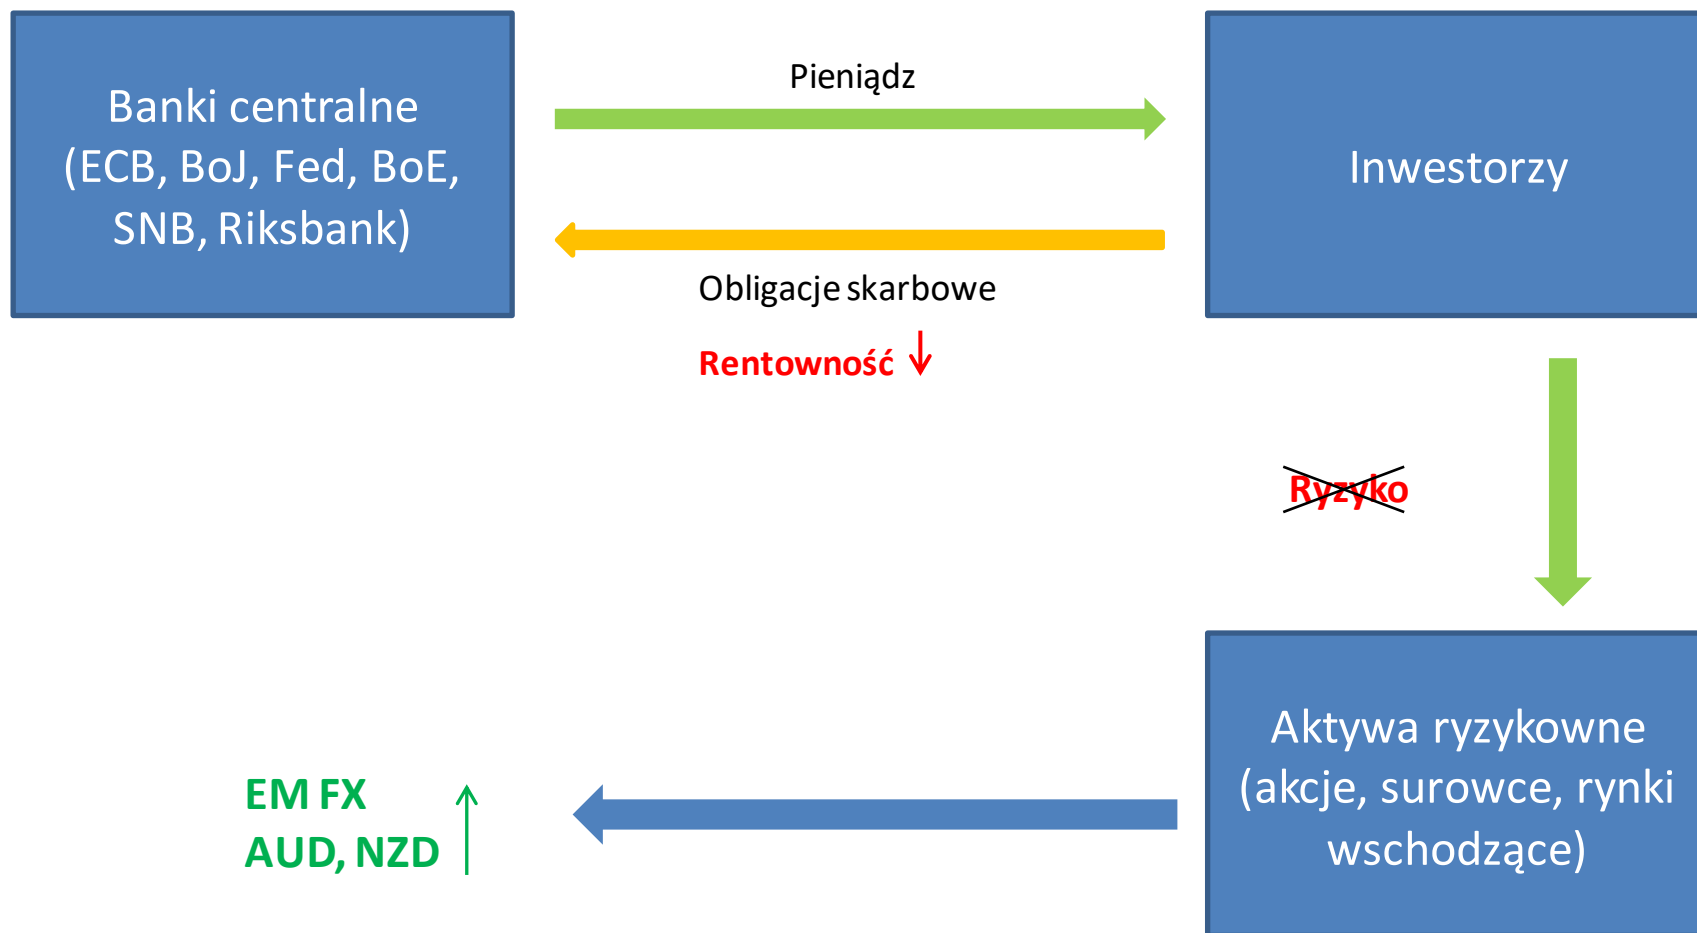 Banki centralne
(ECB, BoJ, Fed, BoE,
SNB, Riksbank)
Pieniądz
Obligacje skarbowe
Rentowność
Inwestorzy
Ryzyko
Aktywa ryzykowne
(akcje, surowce, rynki
wschodzące)
EM FX
AUD, NZD